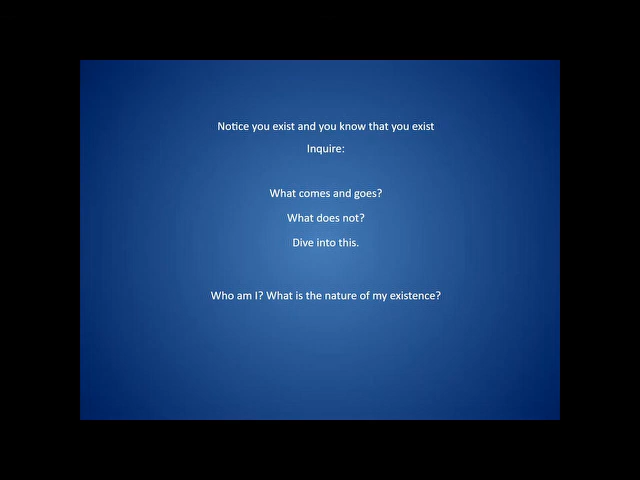 Notice you exist and you know that you exist
Inquire:
What comes and goes?
What does not?
Dive into this.
Who am I? What is the nature of my existence?